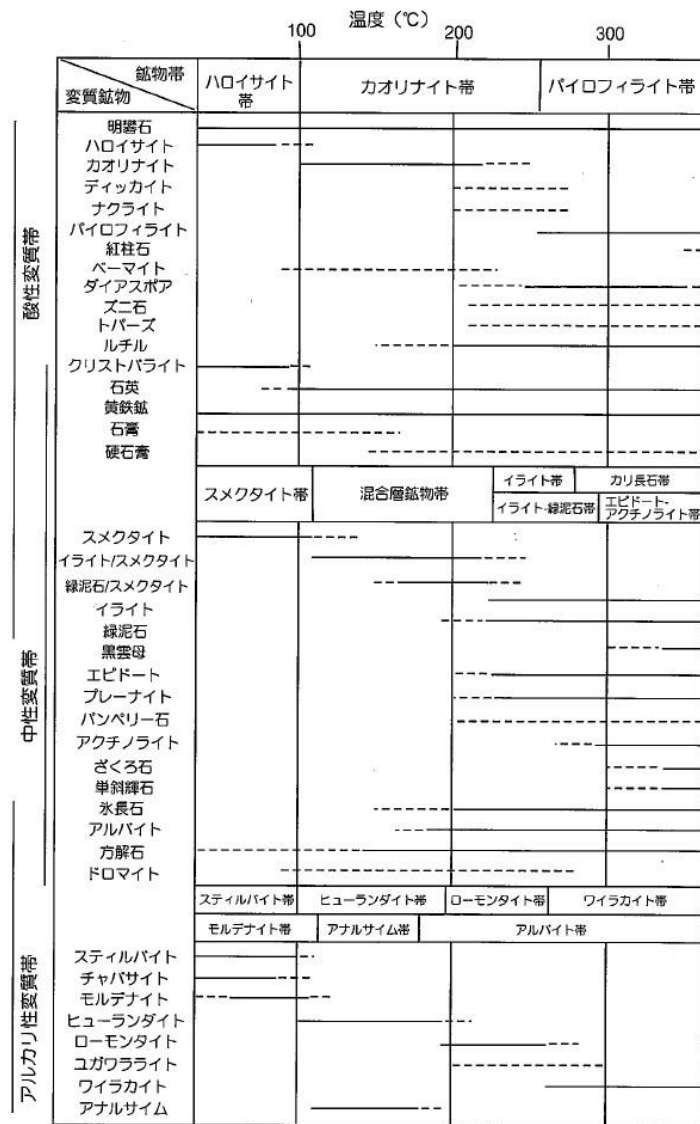 温度(℃)
100 200 300
鉱物帯
変質鉱物
ハロイサイト帯
カオリナイト帯
パイロフィライト帯
酸性変質帯
明礬石
ハロイサイト
カオリナイト
ディッカイト
ナクライト
パイロフィライト
紅柱石
ベーマイト
ダイアスポア
ズニ石
トパーズ
ルチル
クリストバライト
石英
黄鉄鉱
石膏
硬石膏
スメクタイト帯
混合層鉱物帯
イライト帯
カリ長石帯
イライト-緑泥石帯
エピドート-
アクチノライト帯
中性変質帯
スメクタイト
イライト/スメクタイト
緑泥石/スメクタイト
イライト
緑泥石
黒雲母
エピドート
プレーナイト
パンペリー石
アクチノライト
ざくろ石
単斜輝石
氷長石
アルバイト
方解石
ドロマイト
スティルバイト帯
ヒューランダイト帯
ローモンタイト帯
ワイラカイト帯
モルデナイト帯
アナルサイム帯
アルバイト帯
アルカリ性変質帯
スティルバイト
チャバサイト
モルデナイト
ヒューランダイト
ローモンタイト
ユガワラライト
ワイラカイト
アナルサイム